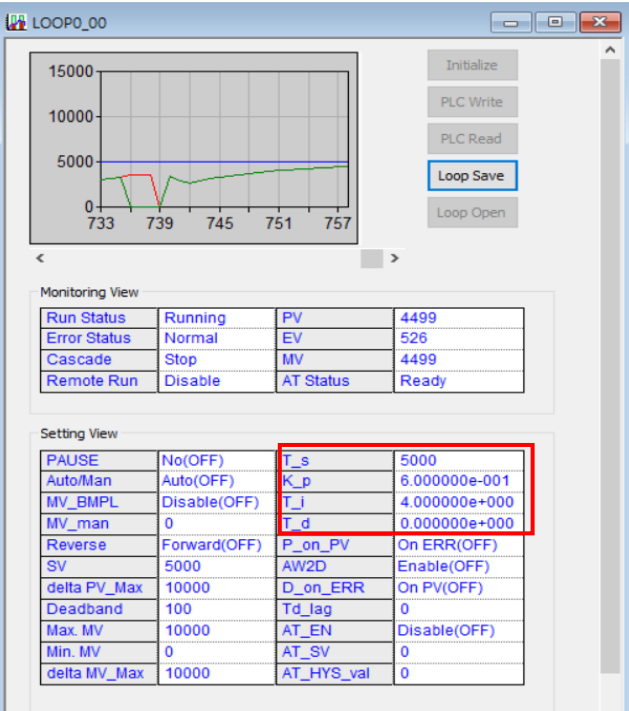 LOOP0_00
15000
10000
5000
0
733 739 745 751 757
Initialize
PLC Write
PLC Read
Loop Save
Loop Open
Monitoring View
Run Status Running PV 4499
Error Status Normal EV 526
Cascade Stop MV 4499
Remote Run Disable AT Status Ready
Setting View
PAUSE No(OFF) T_s 5000
Auto/Man Auto(OFF) K_p 6.000000e-001
MV_BMPL Disable(OFF) T_i 4.000000e+000
MV_man 0 T_d 0.000000e+000
Reverse Forward(OFF) P_on_PV On ERR(OFF)
SV 5000 AW2D Enable(OFF)
delta PV_Max 10000 D_on_ERR On PV(OFF)
Deadband 100 Td_lag 0
Max. MV 10000 AT_EN Disable(OFF)
Min. MV 0 AT_SV 0
delta MV_Max 10000 AT_HYS_val 0